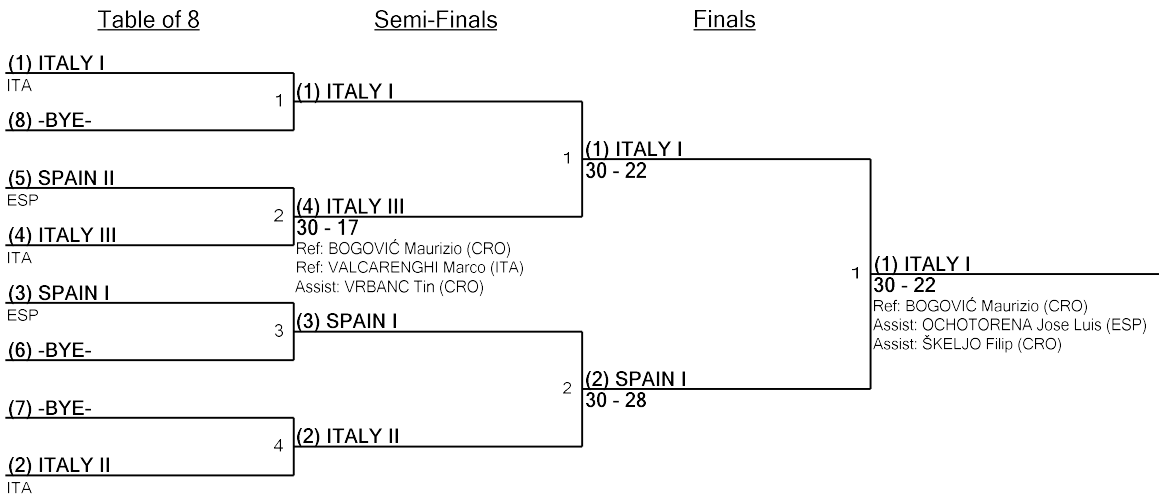 Table of 8
Semi-Finals
Finals
(1) ITALY I
ITA
1
(8) -BYE-
(5) SPAIN II
ESP
2
(4) ITALY III
ITA
(3) SPAIN I
ESP
3
(6) -BYE-
(7) -BYE-
4
(2) ITALY II
ITA
(1) ITALY I
1
(4) ITALY III
30 - 17
Ref: BOGOVIĆ Maurizio (CRO)
Ref: VALCARENGHI Marco (ITA)
Assist: VRBANC Tin (CRO)
(3) SPAIN I
2
(2) ITALY II
(1) ITALY I
30 - 22
1
(2) SPAIN I
30 - 28
(1) ITALY I
30 - 22
Ref: BOGOVIĆ Maurizio (CRO)
Assist: OCHOTORENA Jose Luis (ESP)
Assist: ŠKELJO Filip (CRO)